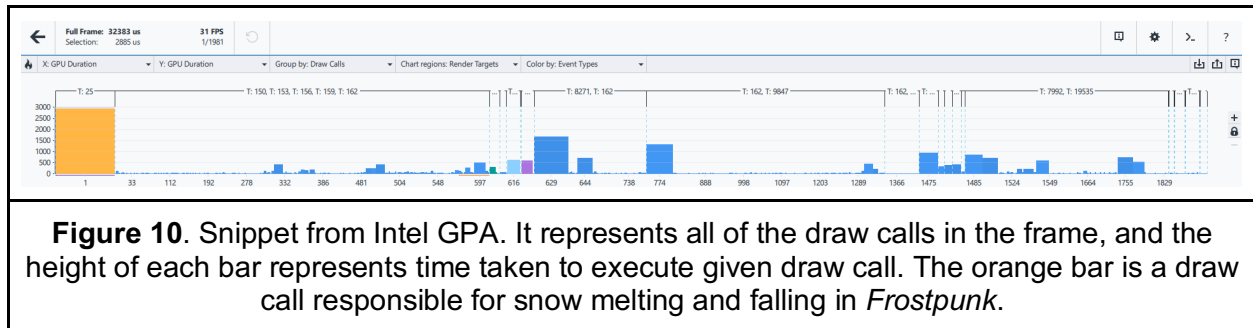 Full Frame: 32383 us 31 FPS
Selection: 2885 us 1/1981
>_ ?
X: GPU Duration Y: GPU Duration Group by: Draw Calls Chart regions: Render Targets Color by: Event Types
T: 25 T: 150, T: 153, T: 156, T: 159, T: 162 ... T... ... T: 8271, T: 162 T: 162, T: 9847 T: 162, ... T: ... ... T: 7992, T: 19535 ... T...
3000
2500
2000
1500
1000
500
0
1 33 112 192 278 332 386 481 504 548 597 616 629 644 738 774 888 998 1097 1203 1289 1366 1475 1485 1524 1549 1664 1755 1829
Figure 10. Snippet from Intel GPA. It represents all of the draw calls in the frame, and the
height of each bar represents time taken to execute given draw call. The orange bar is a draw
call responsible for snow melting and falling in Frostpunk.